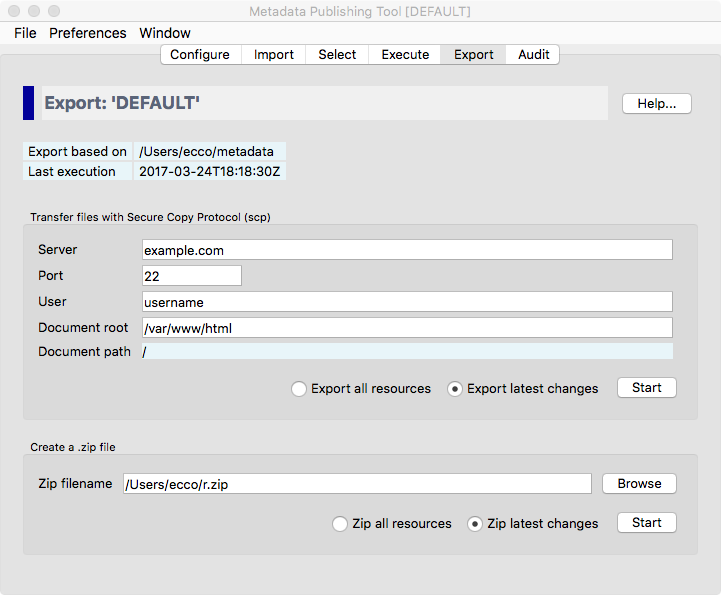 Metadata Publishing Tool [DEFAULT]
File Preferences Window
Configure Import Select Execute Export Audit
Export: 'DEFAULT' Help...
Export based on /Users/ecco/metadata
Last execution 2017-03-24T18:18:30Z
Transfer files with Secure Copy Protocol (scp)
Server example.com
Port 22
User username
Document root /var/www/html
Document path /
Export all resources Export latest changes Start
Create a .zip file
Zip filename /Users/ecco/r.zip Browse
Zip all resources Zip latest changes Start